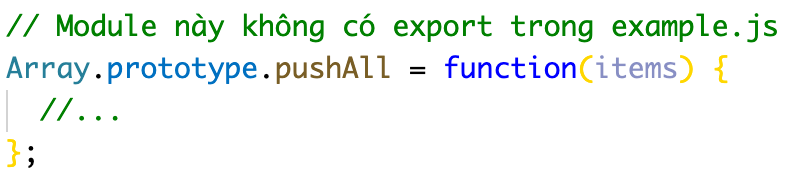 // Module này không có export trong example.js
Array.prototype.pushAll = function(items) {
//...
};